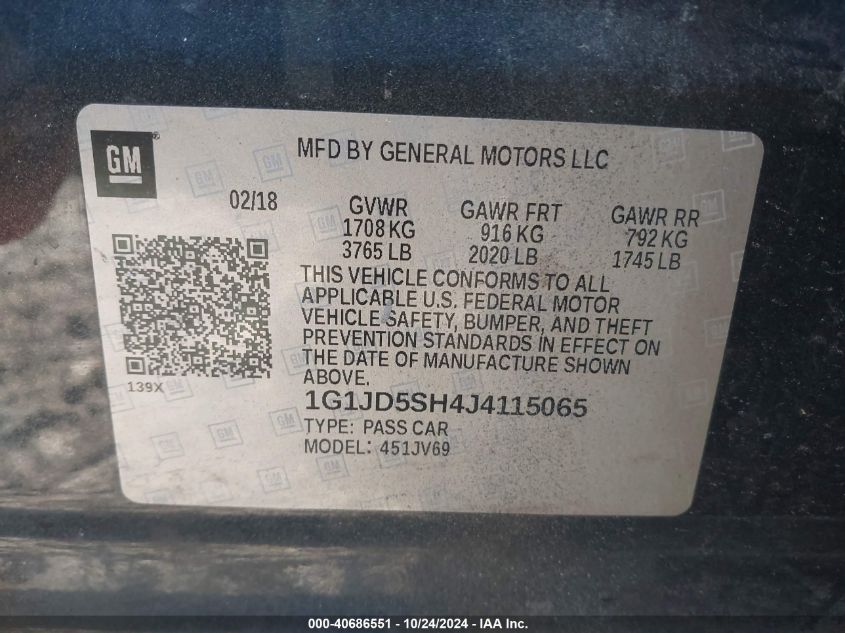 GM®
MFD BY GENERAL MOTORS LLC
02/18
GVWR GAWR FRT GAWR RR
1708 KG 916 KG 792 KG
3765 LB 2020 LB 1745 LB
THIS VEHICLE CONFORMS TO ALL
APPLICABLE U.S. FEDERAL MOTOR
VEHICLE SAFETY, BUMPER, AND THEFT
PREVENTION STANDARDS IN EFFECT ON
THE DATE OF MANUFACTURE SHOWN
ABOVE.
139X
1G1JD5SH4J4115065
TYPE: PASS CAR
MODEL: 451JV69
000-40686551 - 10/24/2024 - IAA Inc.